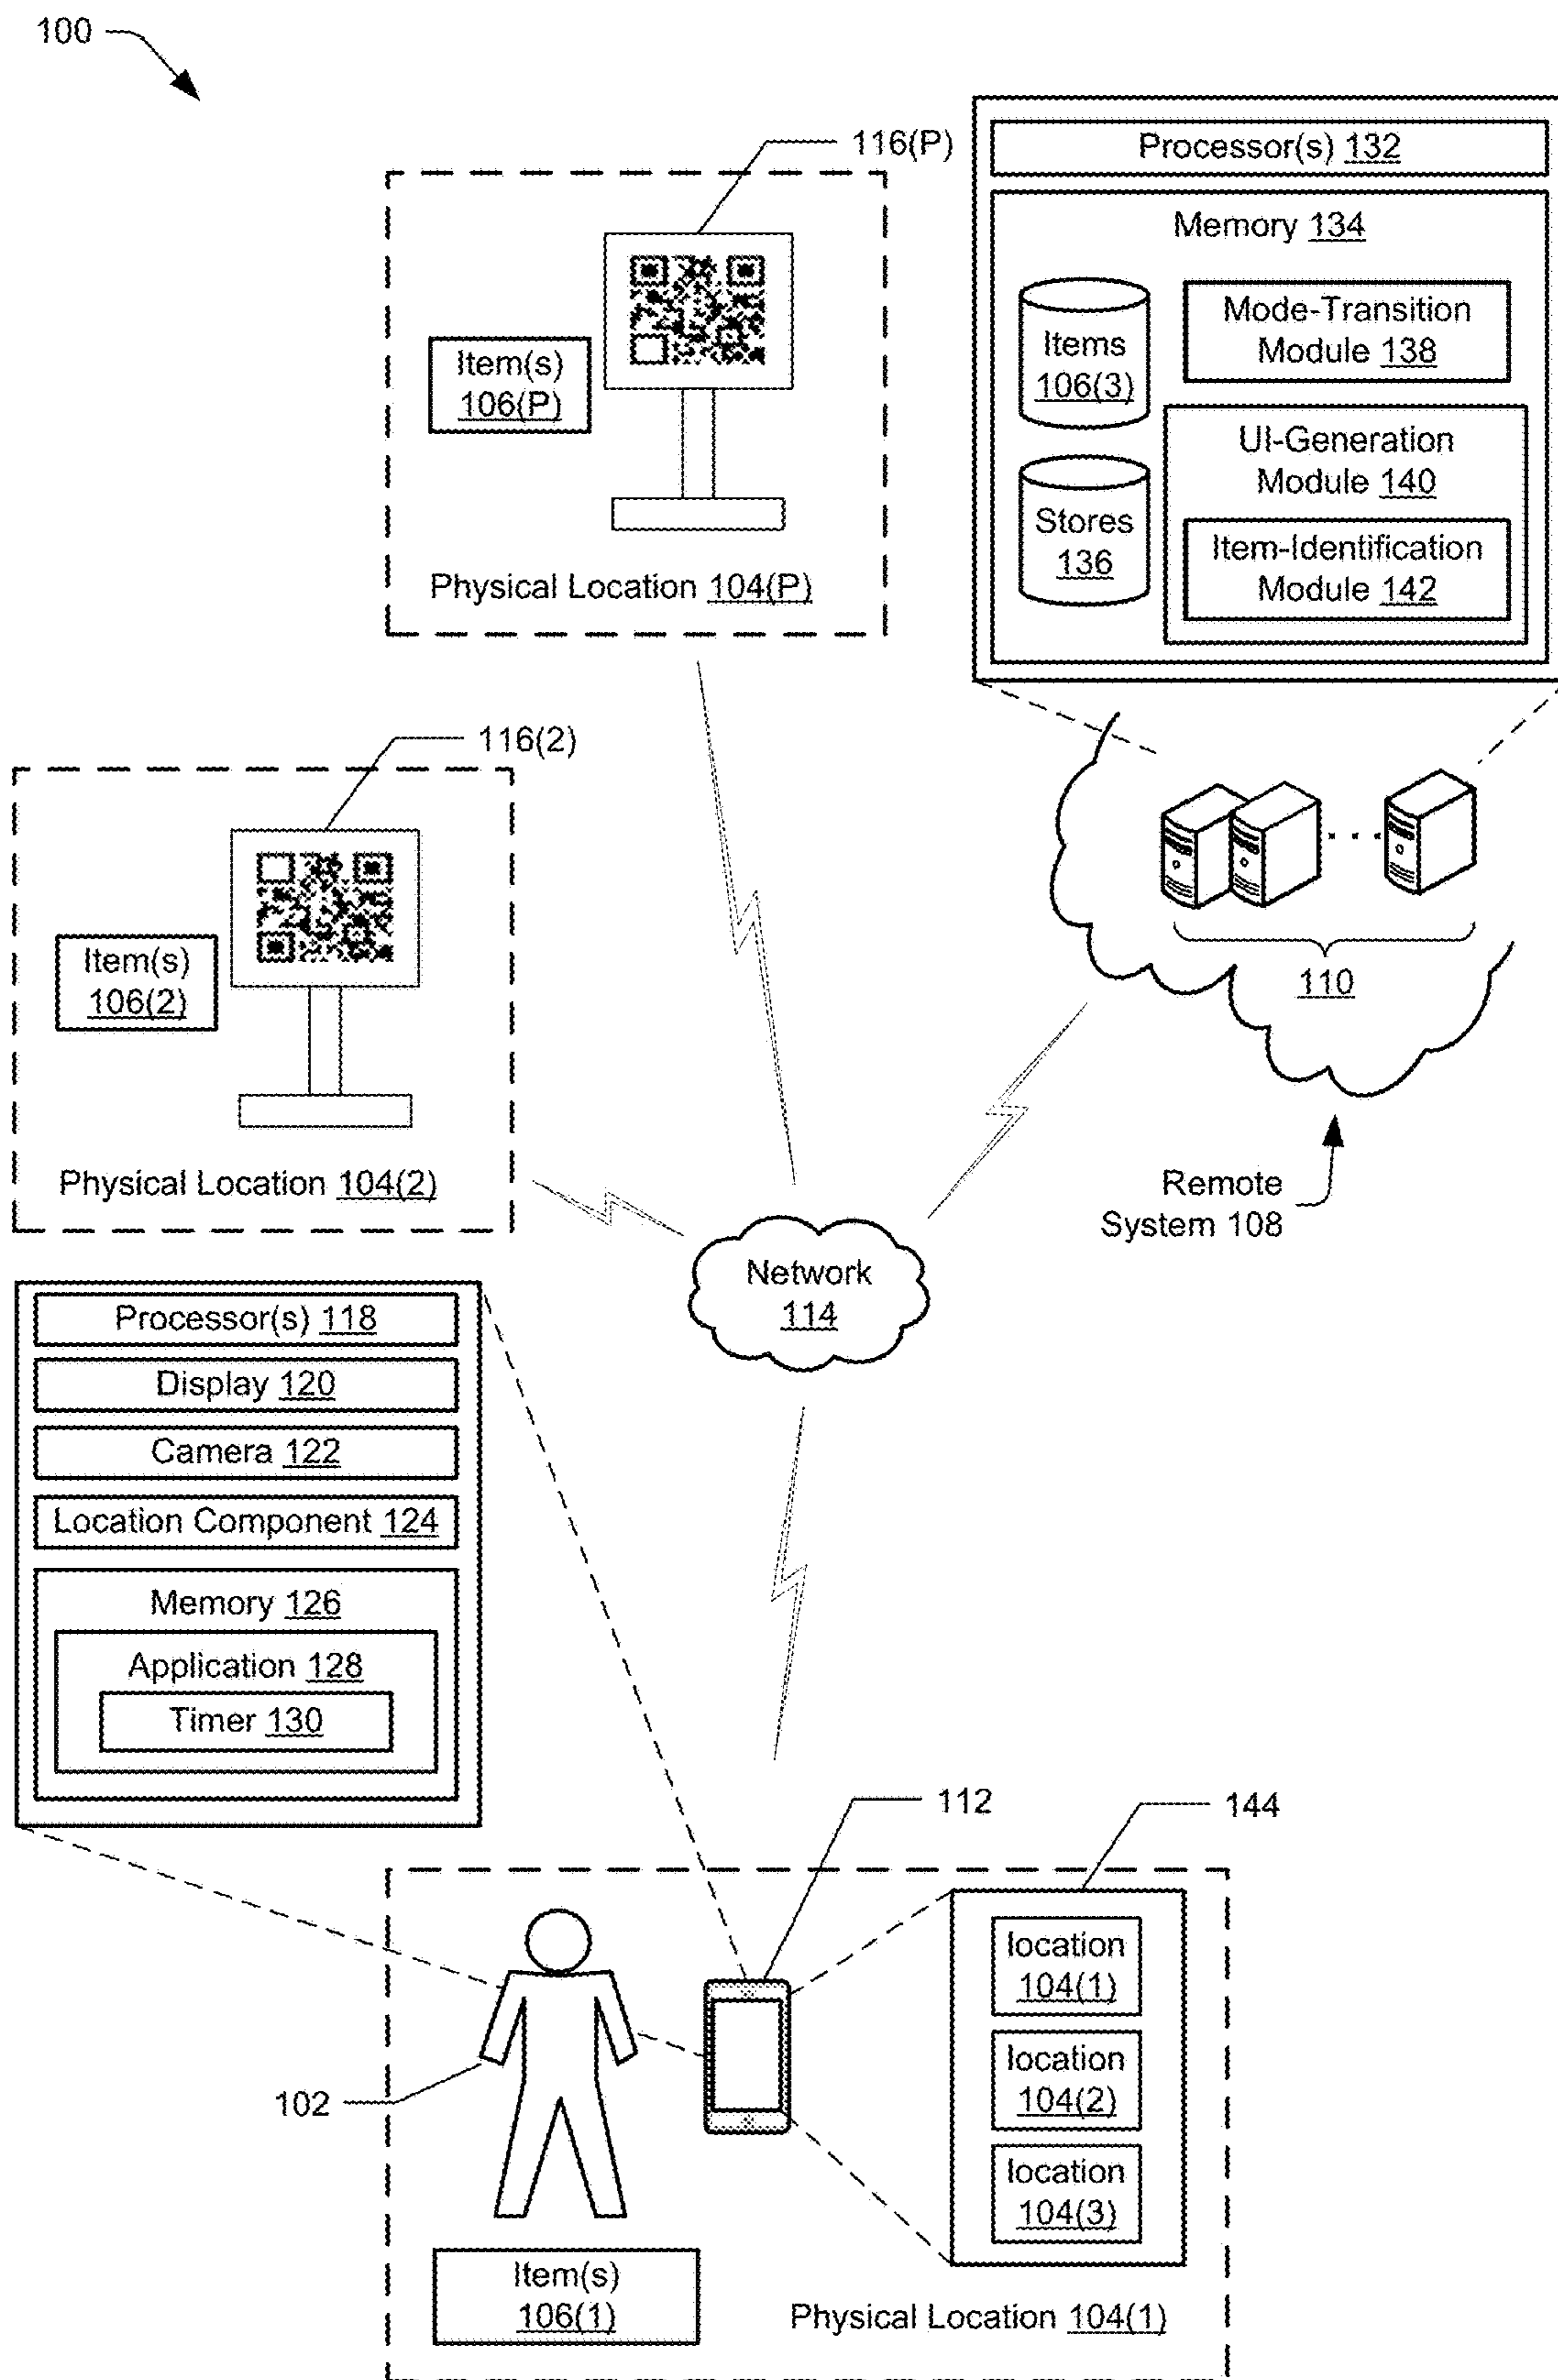 100
116(P)
Item(s)
106(P)
Physical Location 104(P)
Processor(s) 132
Memory 134
Items
106(3)
Mode-Transition
Module 138
UI-Generation
Module 140
Stores
136
Item-Identification
Module 142
116(2)
Item(s)
106(2)
Physical Location 104(2)
110
Remote
System 108
Network
114
Processor(s) 118
Display 120
Camera 122
Location Component 124
Memory 126
Application 128
Timer 130
112
144
102
location
104(1)
location
104(2)
location
104(3)
Item(s)
106(1)
Physical Location 104(1)